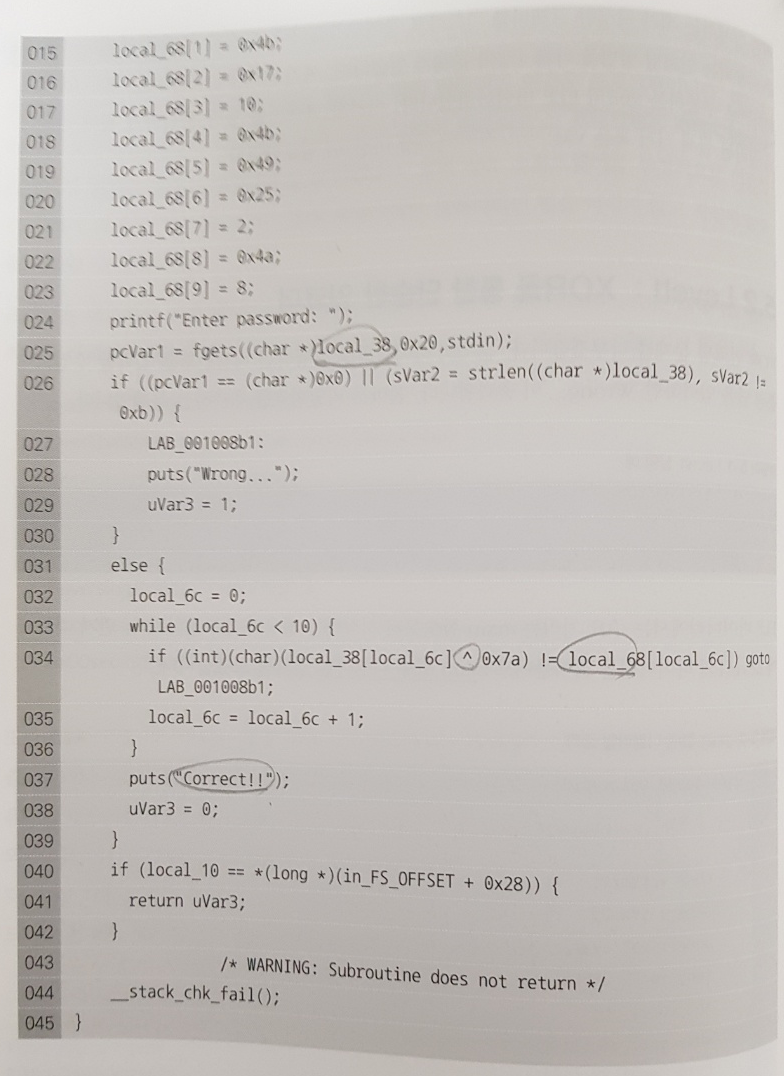 015 local_68[1] = 0x4b;
016 local_68[2] = 0x17;
017 local_68[3] = 10;
018 local_68[4] = 0x4b;
019 local_68[5] = 0x49;
020 local_68[6] = 0x25;
021 local_68[7] = 2;
022 local_68[8] = 0x4a;
023 local_68[9] = 8;
024 printf("Enter password: ");
025 pcVar1 = fgets((char *)local_38,0x20,stdin);
026 if ((pcVar1 == (char *)0x0) || (sVar2 = strlen((char *)local_38), sVar2 !=
0xb)) {
027 LAB_001008b1:
028 puts("Wrong...");
029 uVar3 = 1;
030 }
031 else {
032 local_6c = 0;
033 while (local_6c < 10) {
034 if ((int)(char)(local_38[local_6c] ^ 0x7a) != local_68[local_6c]) goto
LAB_001008b1;
035 local_6c = local_6c + 1;
036 }
037 puts("Correct!!");
038 uVar3 = 0;
039 }
040 if (local_10 == *(long *)(in_FS_OFFSET + 0x28)) {
041 return uVar3;
042 }
043 /* WARNING: Subroutine does not return */
044 __stack_chk_fail();
045 }